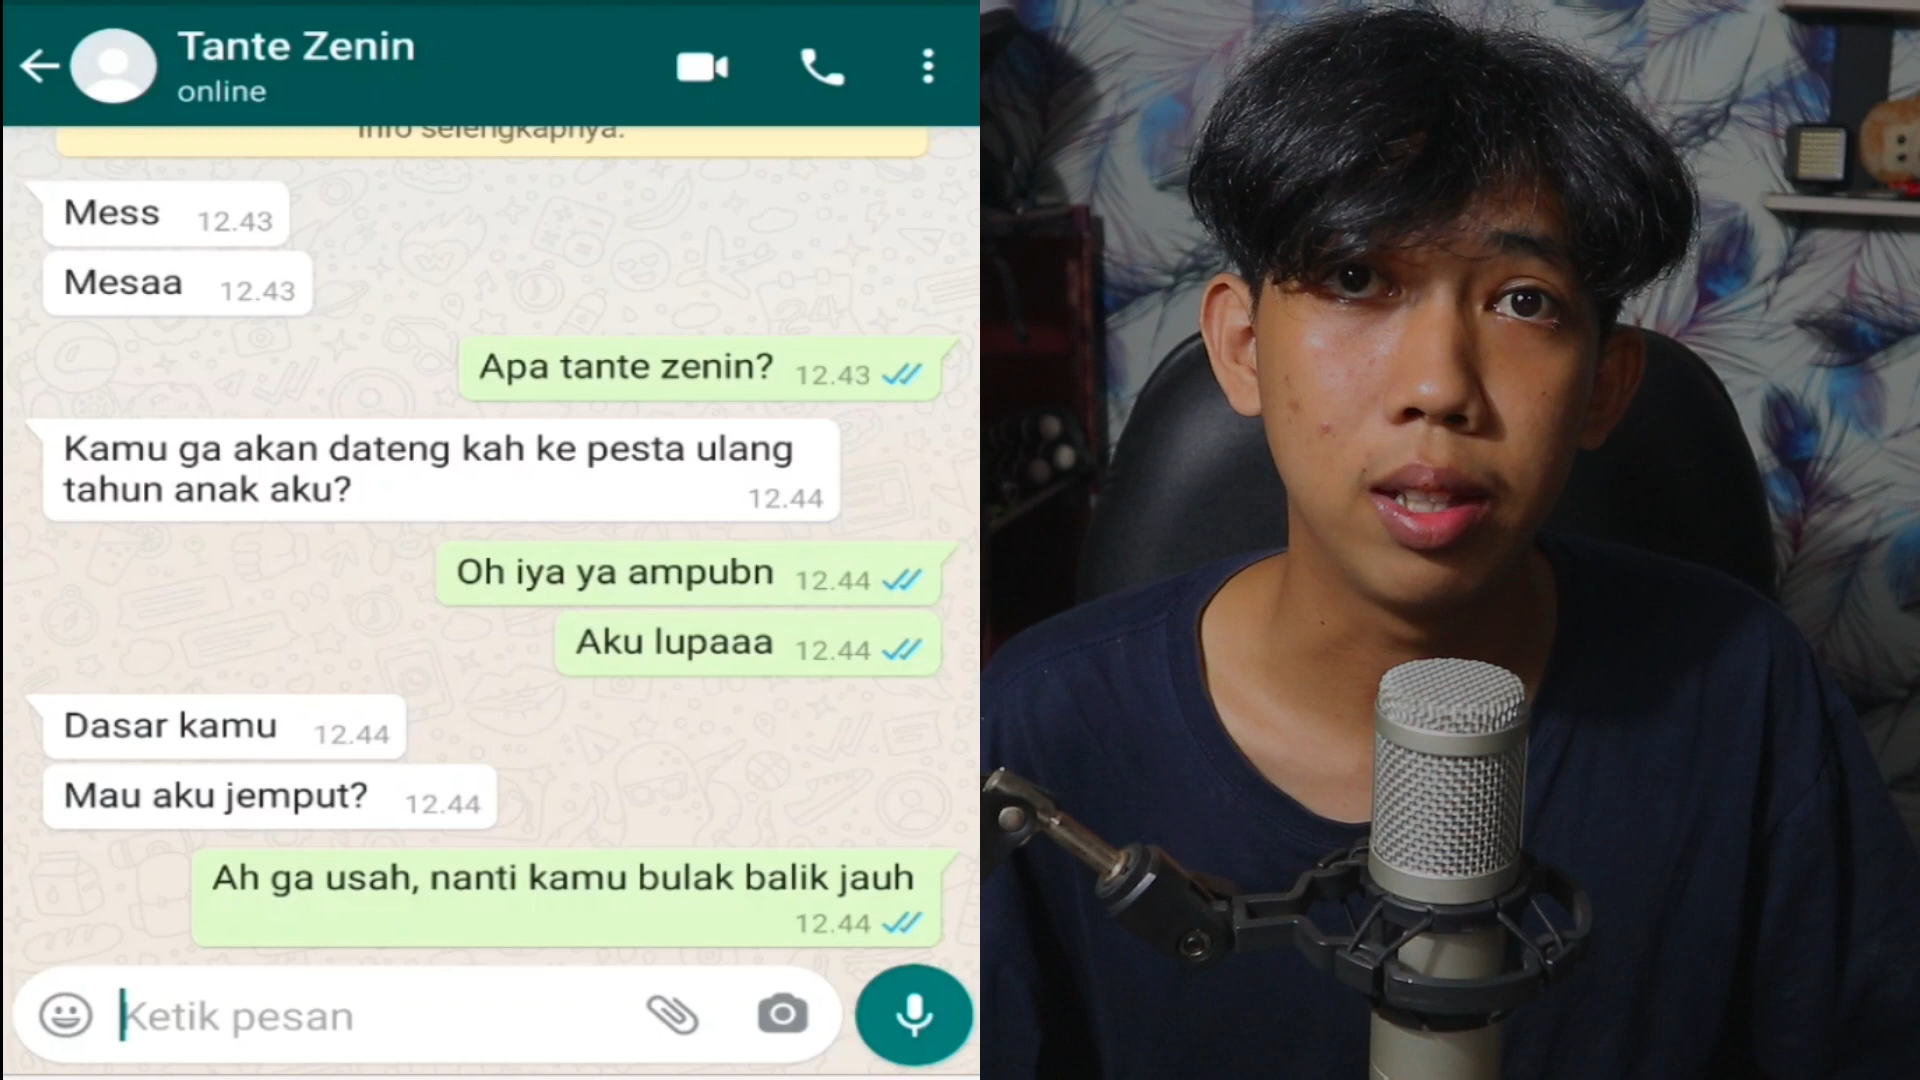 Tante Zenin
online
info selengkapnya.
Mess 12.43
Mesaa 12.43
Apa tante zenin? 12.43
Kamu ga akan dateng kah ke pesta ulang
tahun anak aku? 12.44
Oh iya ya ampubn 12.44
Aku lupaaa 12.44
Dasar kamu 12.44
Mau aku jemput? 12.44
Ah ga usah, nanti kamu bulak balik jauh
12.44
Ketik pesan